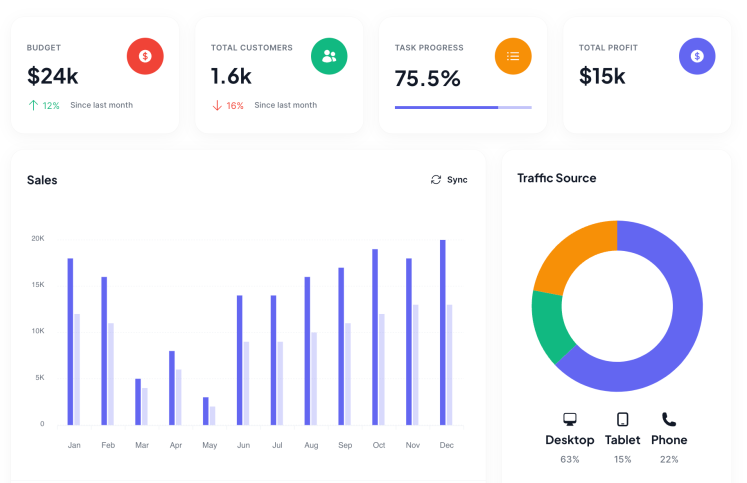 BUDGET
$24k
12% Since last month
TOTAL CUSTOMERS
1.6k
16% Since last month
TASK PROGRESS
75.5%
TOTAL PROFIT
$15k
Sales
Sync
20K
15K
10K
5K
0
Jan Feb Mar Apr May Jun Jul Aug Sep Oct Nov Dec
Traffic Source
Desktop Tablet Phone
63% 15% 22%